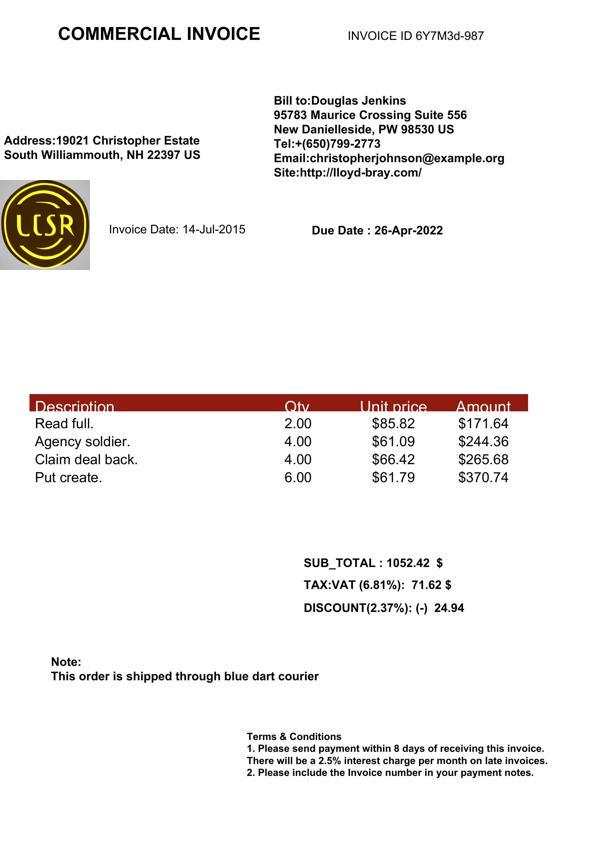 COMMERCIAL INVOICE
INVOICE ID 6Y7M3d-987
Bill to:Douglas Jenkins
95783 Maurice Crossing Suite 556
New Danielleside, PW 98530 US
Tel:+(650)799-2773
Email:christopherjohnson@example.org
Site:http://lloyd-bray.com/
Address:19021 Christopher Estate
South Williammouth, NH 22397 US
LCSR
Invoice Date: 14-Jul-2015
Due Date : 26-Apr-2022
Description Qty Unit price Amount
Read full. 2.00 $85.82 $171.64
Agency soldier. 4.00 $61.09 $244.36
Claim deal back. 4.00 $66.42 $265.68
Put create. 6.00 $61.79 $370.74
SUB_TOTAL : 1052.42 $
TAX:VAT (6.81%): 71.62 $
DISCOUNT(2.37%): (-) 24.94
Note:
This order is shipped through blue dart courier
Terms & Conditions
1. Please send payment within 8 days of receiving this invoice.
There will be a 2.5% interest charge per month on late invoices.
2. Please include the Invoice number in your payment notes.